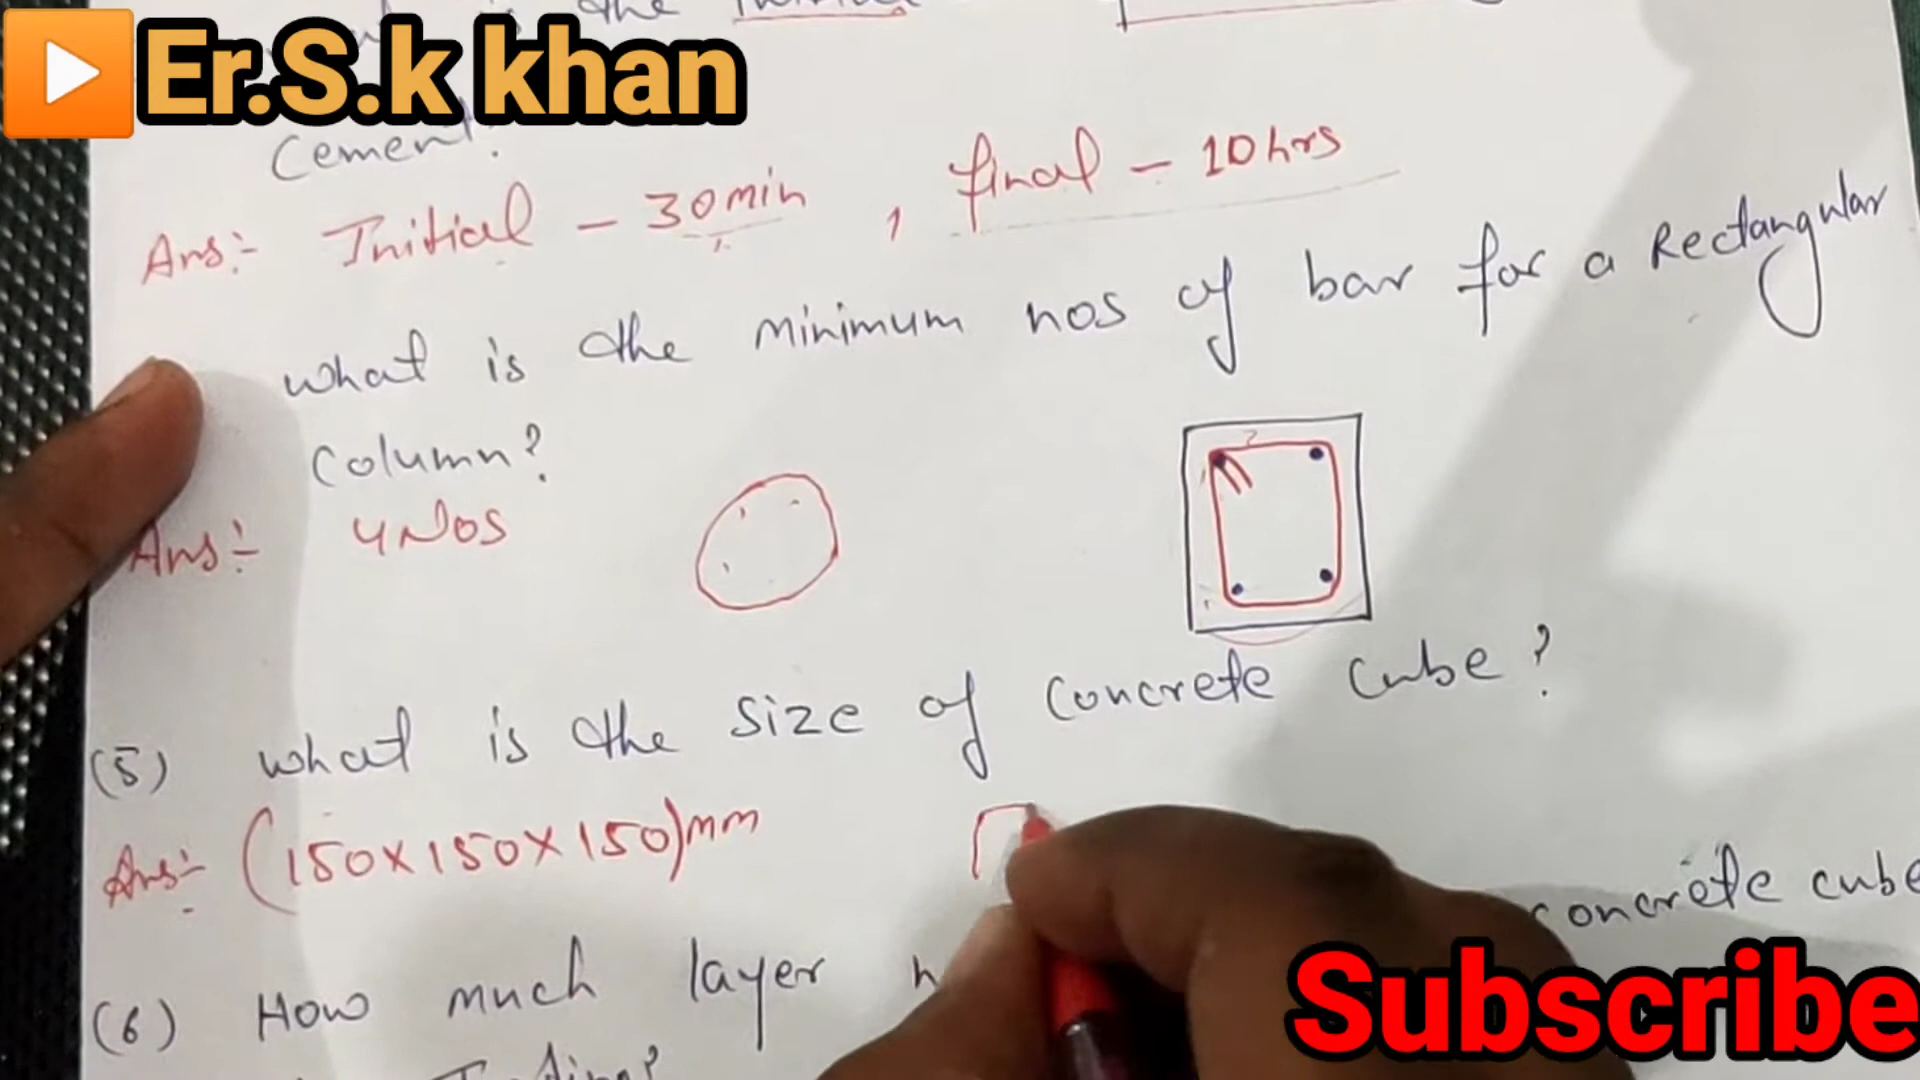 the Initial
Er.S.k khan
Cement?
Ans:- Initial - 30min, final - 10hrs
what is the minimum nos of bar for a Rectangular
Column?
Ans:- 4Nos
(5) what is the size of concrete cube?
Ans:- (150x150x150)mm
(6) How much layer
concrete cube
Subscribe